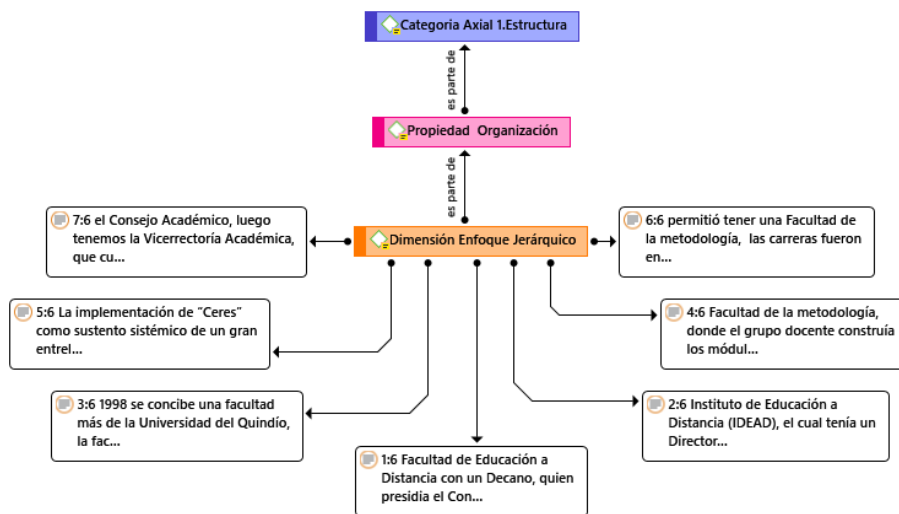 Categoria Axial 1.Estructura
es parte de
Propiedad Organización
es parte de
Dimensión Enfoque Jerárquico
7:6 el Consejo Académico, luego
tenemos la Vicerrectoría Académica,
que cu...
6:6 permitió tener una Facultad de
la metodología, las carreras fueron
en...
5:6 La implementación de "Ceres"
como sustento sistémico de un gran
entrel...
4:6 Facultad de la metodología,
donde el grupo docente construía
los módul...
3:6 1998 se concibe una facultad
más de la Universidad del Quindío,
la fac...
2:6 Instituto de Educación a
Distancia (IDEAD), el cual tenía un
Director...
1:6 Facultad de Educación a
Distancia con un Decano, quien
presidia el Con...